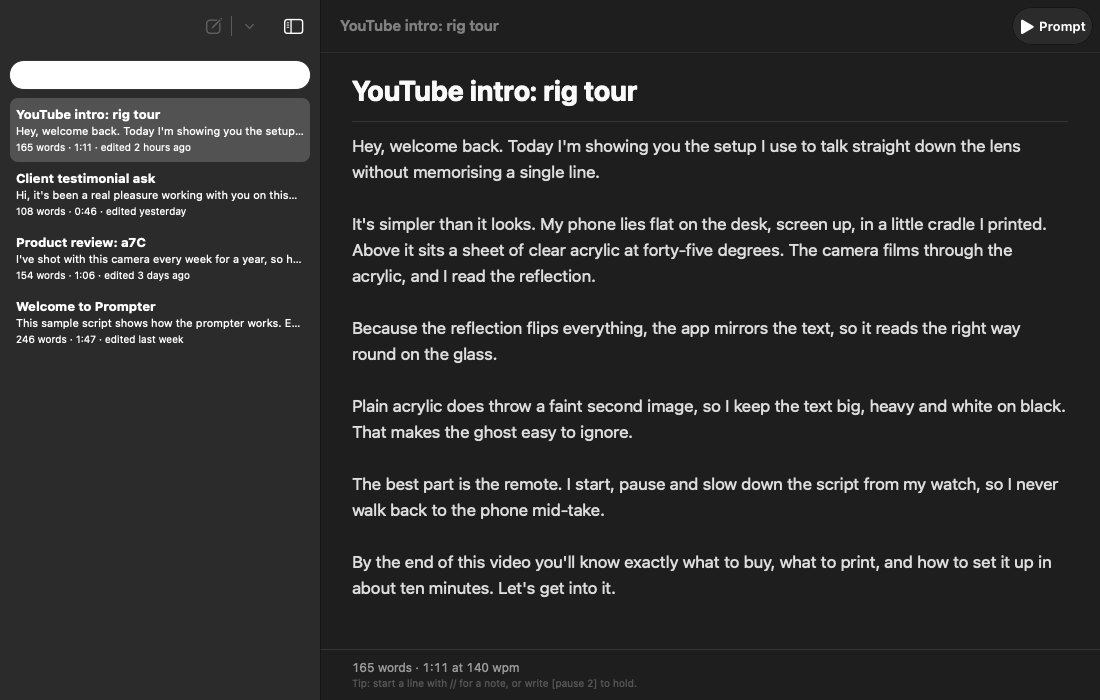 YouTube intro: rig tour
Prompt
YouTube intro: rig tour
Hey, welcome back. Today I'm showing you the setup...
165 words · 1:11 · edited 2 hours ago
Client testimonial ask
Hi, it's been a real pleasure working with you on this...
108 words · 0:46 · edited yesterday
Product review: a7C
I've shot with this camera every week for a year, so h...
154 words · 1:06 · edited 3 days ago
Welcome to Prompter
This sample script shows how the prompter works. E...
246 words · 1:47 · edited last week
YouTube intro: rig tour
Hey, welcome back. Today I'm showing you the setup I use to talk straight down the lens
without memorising a single line.
It's simpler than it looks. My phone lies flat on the desk, screen up, in a little cradle I printed.
Above it sits a sheet of clear acrylic at forty-five degrees. The camera films through the
acrylic, and I read the reflection.
Because the reflection flips everything, the app mirrors the text, so it reads the right way
round on the glass.
Plain acrylic does throw a faint second image, so I keep the text big, heavy and white on black.
That makes the ghost easy to ignore.
The best part is the remote. I start, pause and slow down the script from my watch, so I never
walk back to the phone mid-take.
By the end of this video you'll know exactly what to buy, what to print, and how to set it up in
about ten minutes. Let's get into it.
165 words · 1:11 at 140 wpm
Tip: start a line with // for a note, or write [pause 2] to hold.